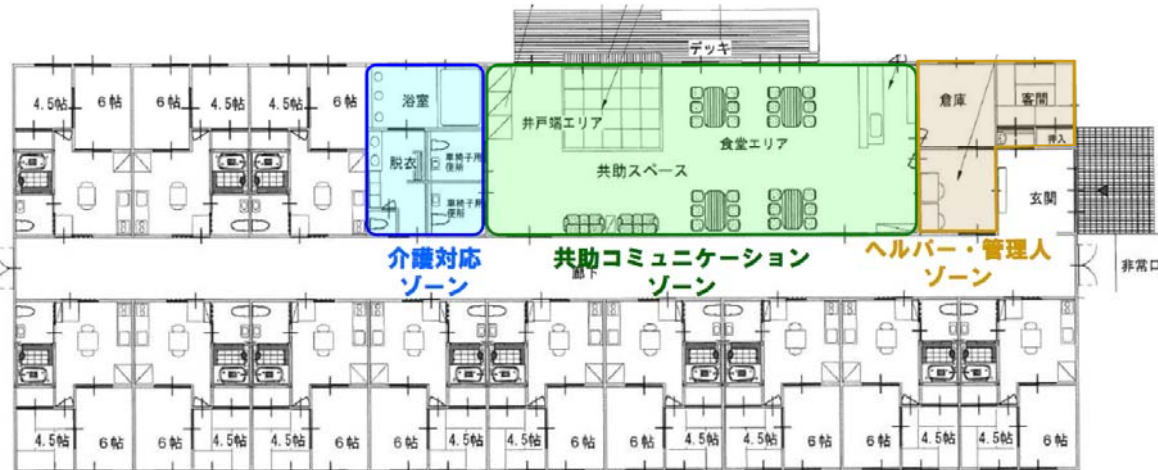 デッキ
4.5帖
6帖
6帖
4.5帖
4.5帖
6帖
浴室
脱衣
車椅子用
便所
車椅子用
便所
井戸端エリア
食堂エリア
共助スペース
倉庫
客間
押入
玄関
介護対応
ゾーン
共助コミュニケーション
ゾーン
ヘルパー・管理人
ゾーン
廊下
非常口
4.5帖
6帖
6帖
4.5帖
4.5帖
6帖
6帖
4.5帖
4.5帖
6帖
6帖
4.5帖
6帖
6帖
4.5帖
4.5帖
6帖